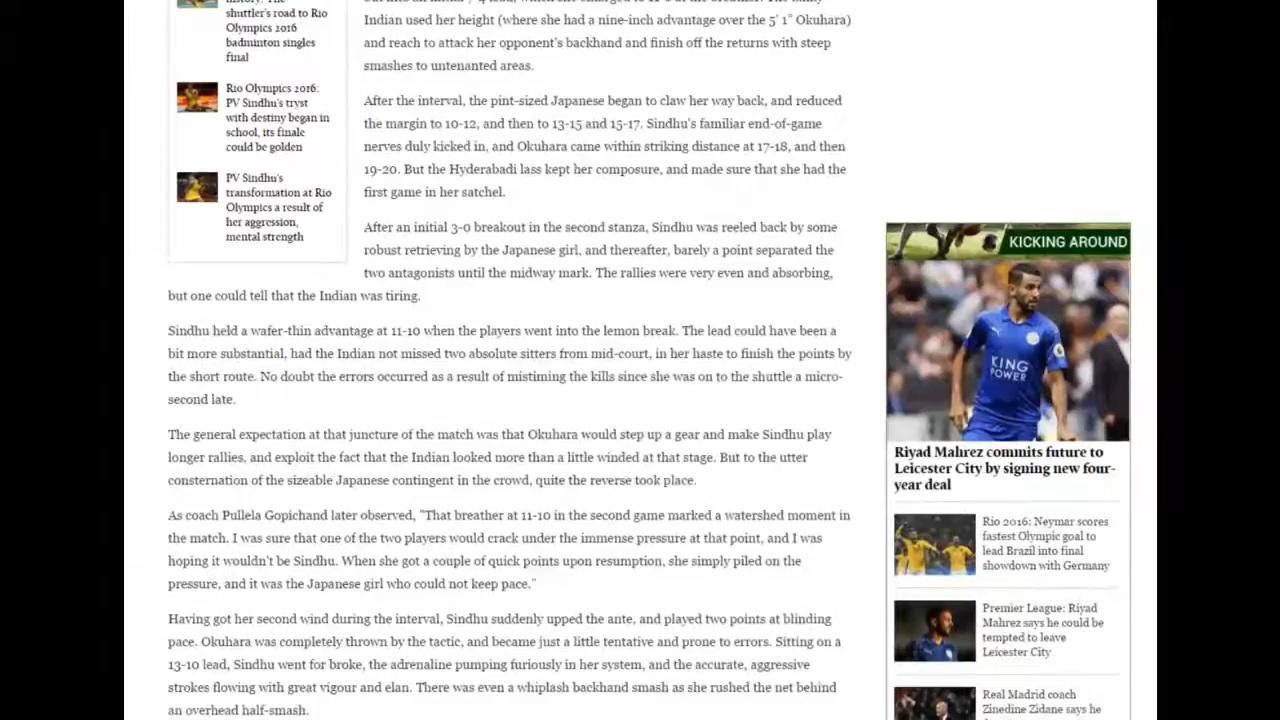 history: The
shuttler's road to Rio
Olympics 2016
badminton singles
final
Rio Olympics 2016:
PV Sindhu's tryst
with destiny began in
school, its finale
could be golden
PV Sindhu's
transformation at Rio
Olympics a result of
her aggression,
mental strength
Indian used her height (where she had a nine-inch advantage over the 5' 1" Okuhara)
and reach to attack her opponent's backhand and finish off the returns with steep
smashes to untenanted areas.
After the interval, the pint-sized Japanese began to claw her way back, and reduced
the margin to 10-12, and then to 13-15 and 15-17. Sindhu's familiar end-of-game
nerves duly kicked in, and Okuhara came within striking distance at 17-18, and then
19-20. But the Hyderabadi lass kept her composure, and made sure that she had the
first game in her satchel.
After an initial 3-0 breakout in the second stanza, Sindhu was reeled back by some
robust retrieving by the Japanese girl, and thereafter, barely a point separated the
two antagonists until the midway mark. The rallies were very even and absorbing,
but one could tell that the Indian was tiring.
Sindhu held a wafer-thin advantage at 11-10 when the players went into the lemon break. The lead could have been a
bit more substantial, had the Indian not missed two absolute sitters from mid-court, in her haste to finish the points by
the short route. No doubt the errors occurred as a result of mistiming the kills since she was on to the shuttle a micro-
second late.
The general expectation at that juncture of the match was that Okuhara would step up a gear and make Sindhu play
longer rallies, and exploit the fact that the Indian looked more than a little winded at that stage. But to the utter
consternation of the sizeable Japanese contingent in the crowd, quite the reverse took place.
As coach Pullela Gopichand later observed, "That breather at 11-10 in the second game marked a watershed moment in
the match. I was sure that one of the two players would crack under the immense pressure at that point, and I was
hoping it wouldn't be Sindhu. When she got a couple of quick points upon resumption, she simply piled on the
pressure, and it was the Japanese girl who could not keep pace."
Having got her second wind during the interval, Sindhu suddenly upped the ante, and played two points at blinding
pace. Okuhara was completely thrown by the tactic, and became just a little tentative and prone to errors. Sitting on a
13-10 lead, Sindhu went for broke, the adrenaline pumping furiously in her system, and the accurate, aggressive
strokes flowing with great vigour and elan. There was even a whiplash backhand smash as she rushed the net behind
an overhead half-smash.
KICKING AROUND
KING
POWER
Riyad Mahrez commits future to
Leicester City by signing new four-
year deal
Rio 2016: Neymar scores
fastest Olympic goal to
lead Brazil into final
showdown with Germany
Premier League: Riyad
Mahrez says he could be
tempted to leave
Leicester City
Real Madrid coach
Zinedine Zidane says he